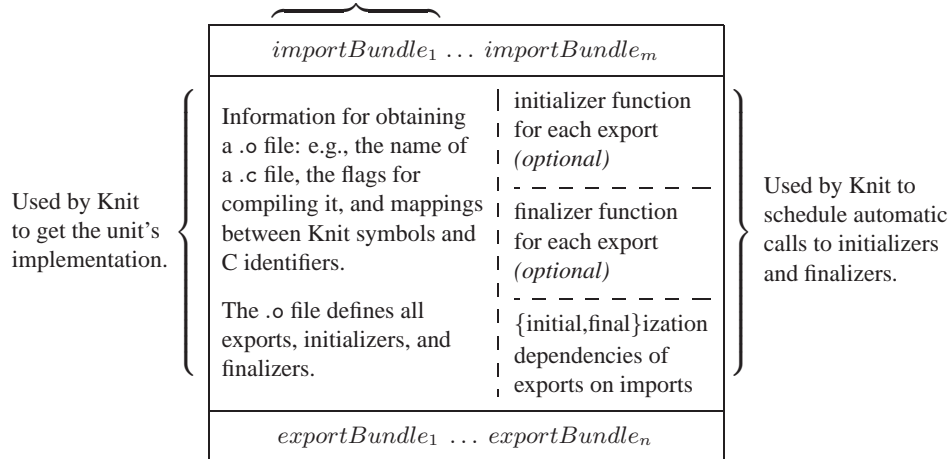 importBundle₁ ... importBundleₘ
Used by Knit
to get the unit's
implementation.
Information for obtaining
a .o file: e.g., the name of
a .c file, the flags for
compiling it, and mappings
between Knit symbols and
C identifiers.
The .o file defines all
exports, initializers, and
finalizers.
initializer function
for each export
(optional)
finalizer function
for each export
(optional)
{initial,final}ization
dependencies of
exports on imports
Used by Knit to
schedule automatic
calls to initializers
and finalizers.
exportBundle₁ ... exportBundleₙ